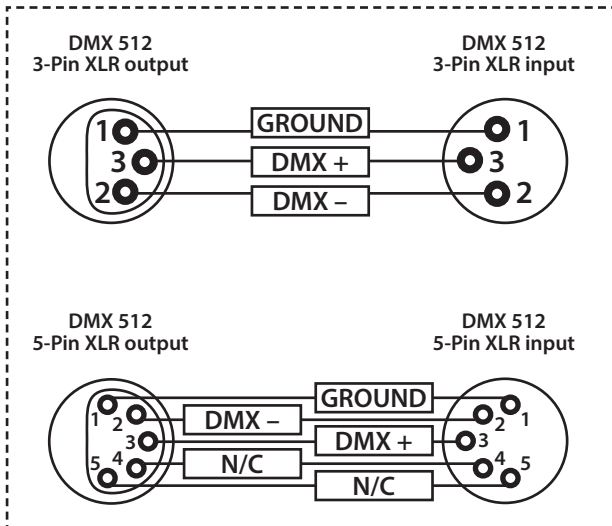 DMX 512
3-Pin XLR output
DMX 512
3-Pin XLR input
1 GROUND 1
3 DMX + 3
2 DMX – 2
DMX 512
5-Pin XLR output
DMX 512
5-Pin XLR input
1 GROUND 1
2 DMX – 2
3 DMX + 3
4 N/C 4
5 N/C 5